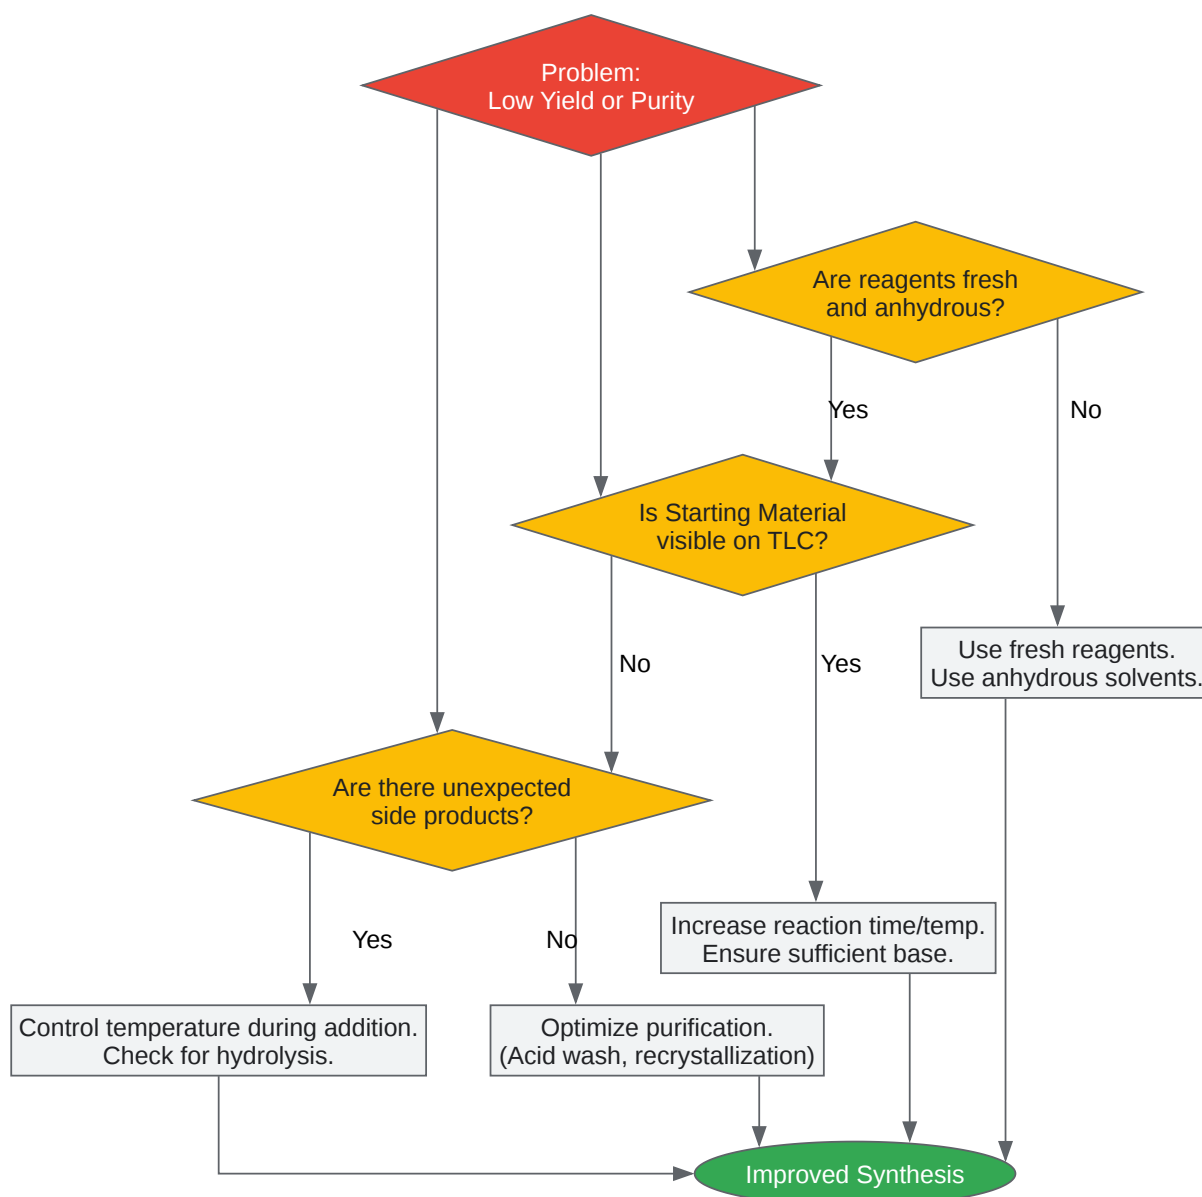 Problem:
Low Yield or Purity
Are reagents fresh
and anhydrous?
Yes
No
Is Starting Material
visible on TLC?
No
Yes
Use fresh reagents.
Use anhydrous solvents.
Are there unexpected
side products?
Yes
No
Increase reaction time/temp.
Ensure sufficient base.
Control temperature during addition.
Check for hydrolysis.
Optimize purification.
(Acid wash, recrystallization)
Improved Synthesis